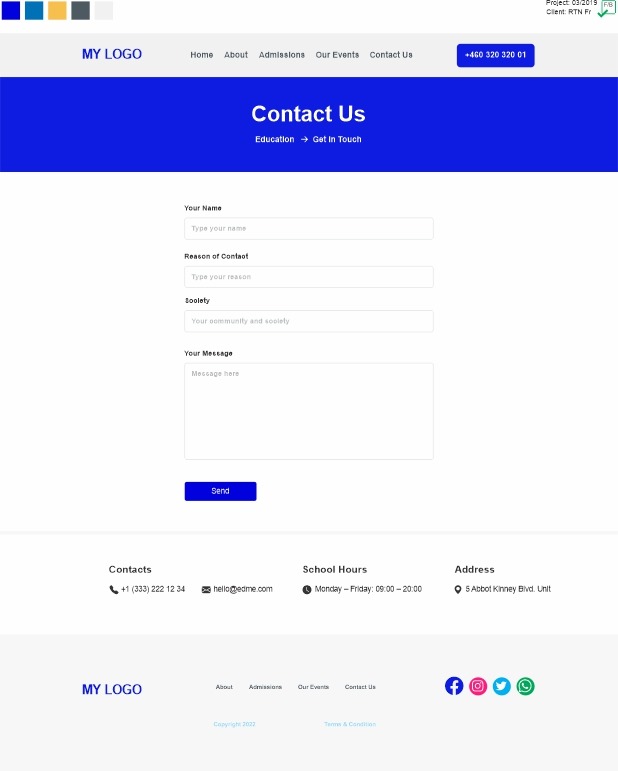 Project: 03/2019
Client: RTN Fr
F/B
MY LOGO
Home About Admissions Our Events Contact Us
+460 320 320 01
Contact Us
Education → Get In Touch
Your Name
Type your name
Reason of Contact
Type your reason
Society
Your community and society
Your Message
Message here
Send
Contacts School Hours Address
+1 (333) 222 12 34 hello@edme.com Monday – Friday: 09:00 – 20:00 5 Abbot Kinney Blvd. Unit
MY LOGO
About Admissions Our Events Contact Us
Copyright 2022 Terms & Condition